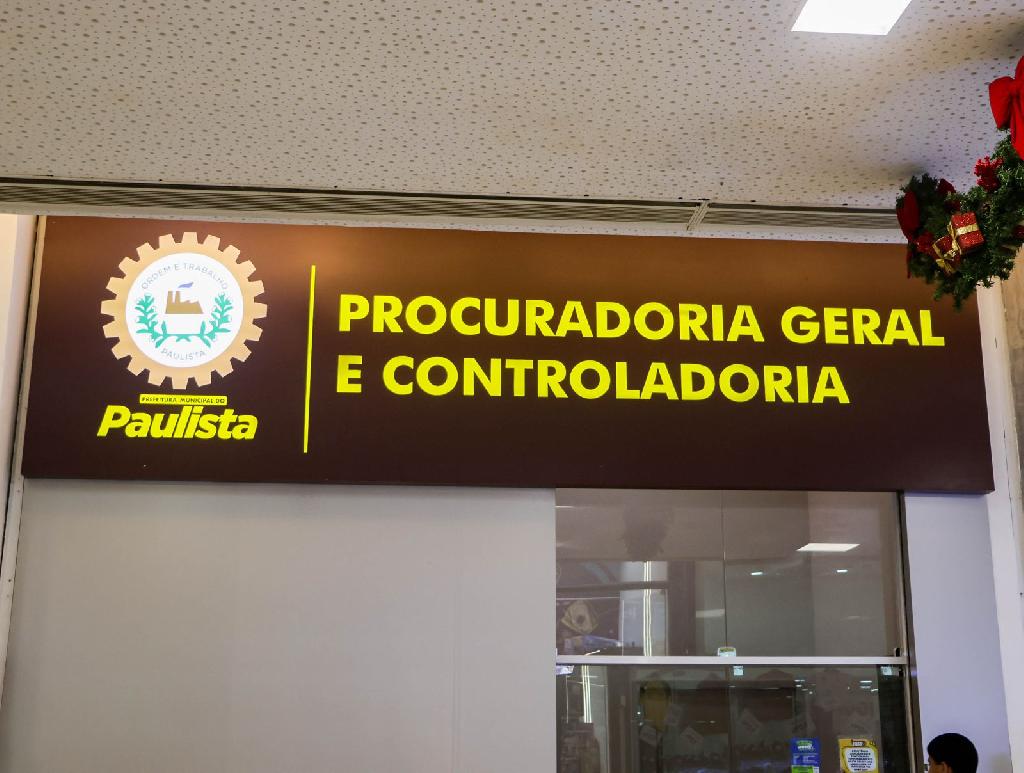 ORDEM E TRABALHO
PAULISTA
PREFEITURA MUNICIPAL DO
Paulista
PROCURADORIA GERAL
E CONTROLADORIA